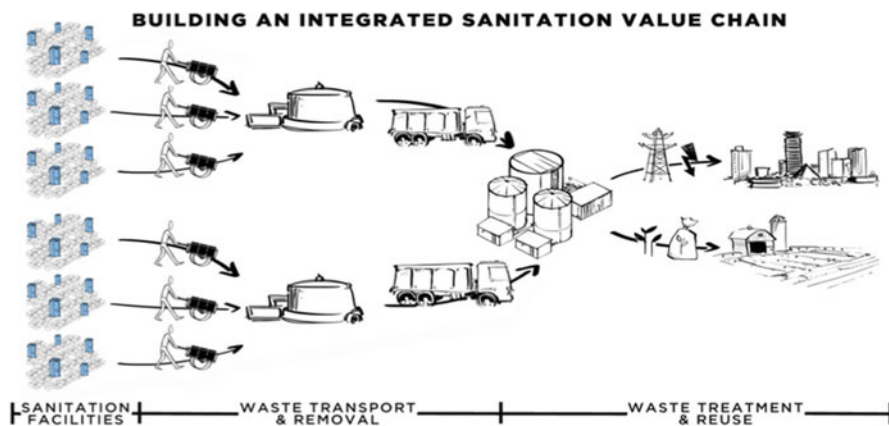 BUILDING AN INTEGRATED SANITATION VALUE CHAIN
SANITATION
FACILITIES
WASTE TRANSPORT
& REMOVAL
WASTE TREATMENT
& REUSE